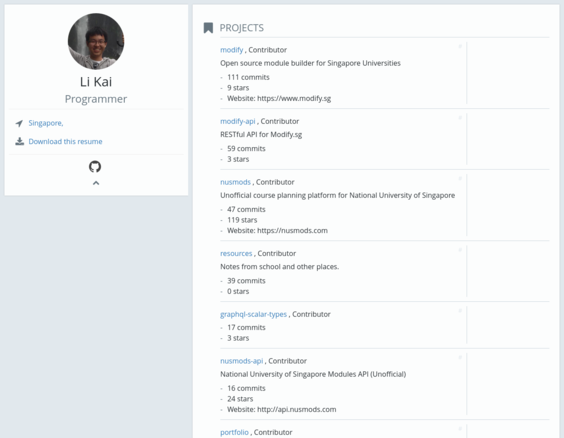 Li Kai
Programmer
Singapore,
Download this resume
PROJECTS
modify , Contributor
Open source module builder for Singapore Universities
- 111 commits
- 9 stars
- Website: https://www.modify.sg
modify-api , Contributor
RESTful API for Modify.sg
- 59 commits
- 3 stars
nusmods , Contributor
Unofficial course planning platform for National University of Singapore
- 47 commits
- 119 stars
- Website: https://nusmods.com
resources , Contributor
Notes from school and other places.
- 39 commits
- 0 stars
graphql-scalar-types , Contributor
- 17 commits
- 3 stars
nusmods-api , Contributor
National University of Singapore Modules API (Unofficial)
- 16 commits
- 24 stars
- Website: http://api.nusmods.com
portfolio , Contributor